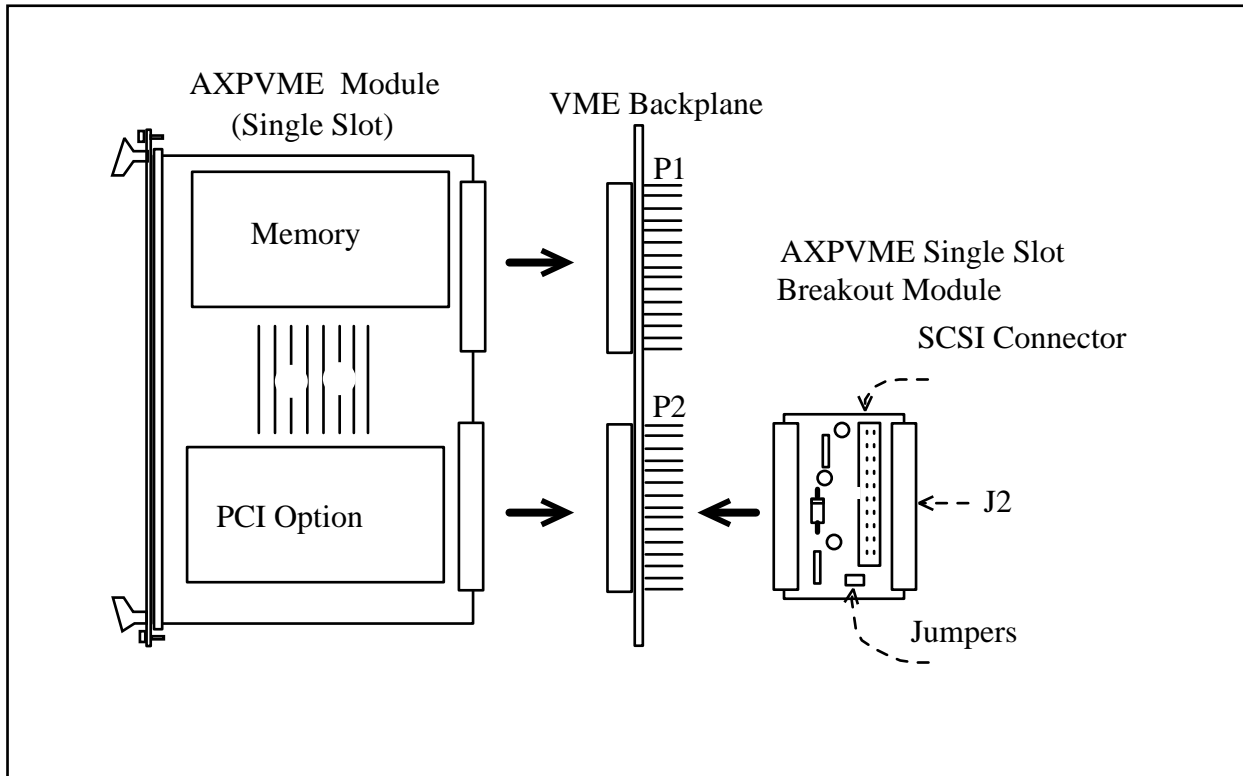 AXPVME Module
(Single Slot)
VME Backplane
P1
Memory
AXPVME Single Slot
Breakout Module
SCSI Connector
P2
PCI Option
J2
Jumpers